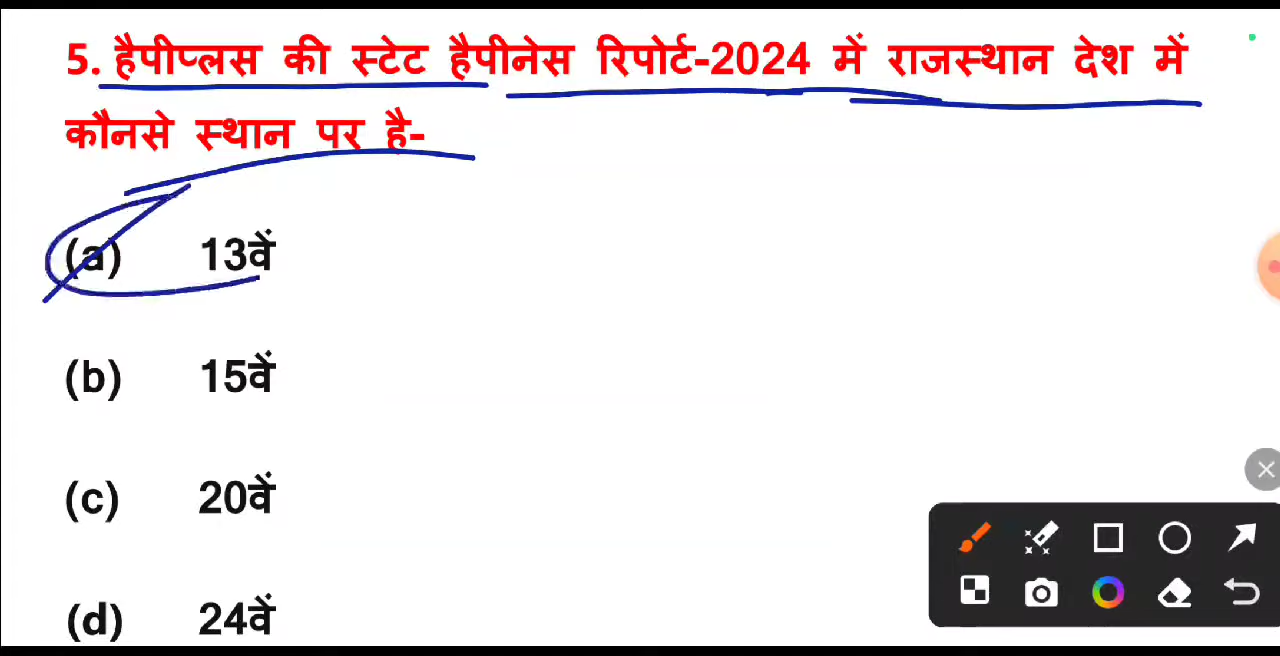 5. हैपीप्लस की स्टेट हैपीनेस रिपोर्ट-2024 में राजस्थान देश में
कौनसे स्थान पर है-
(a) 13वें
(b) 15वें
(c) 20वें
(d) 24वें